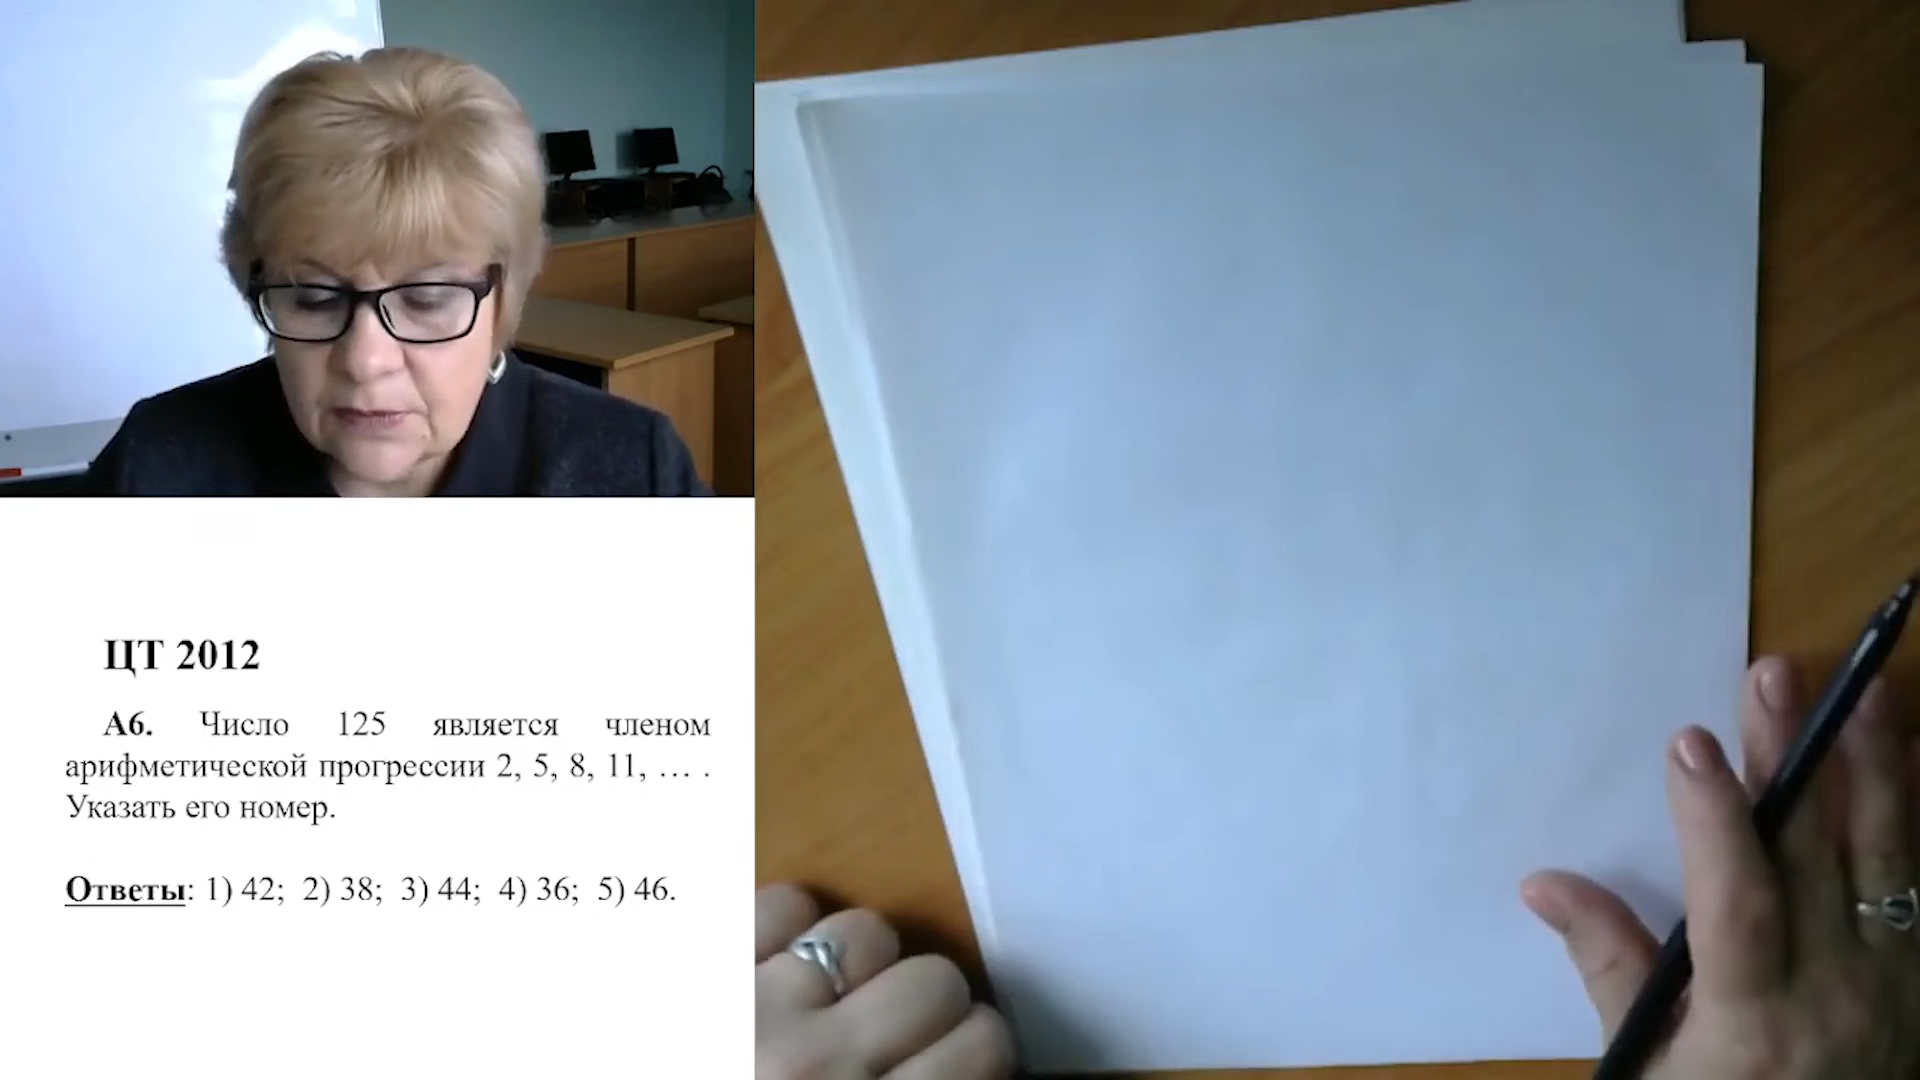 ЦТ 2012
А6. Число 125 является членом
арифметической прогрессии 2, 5, 8, 11, … .
Указать его номер.
Ответы: 1) 42; 2) 38; 3) 44; 4) 36; 5) 46.